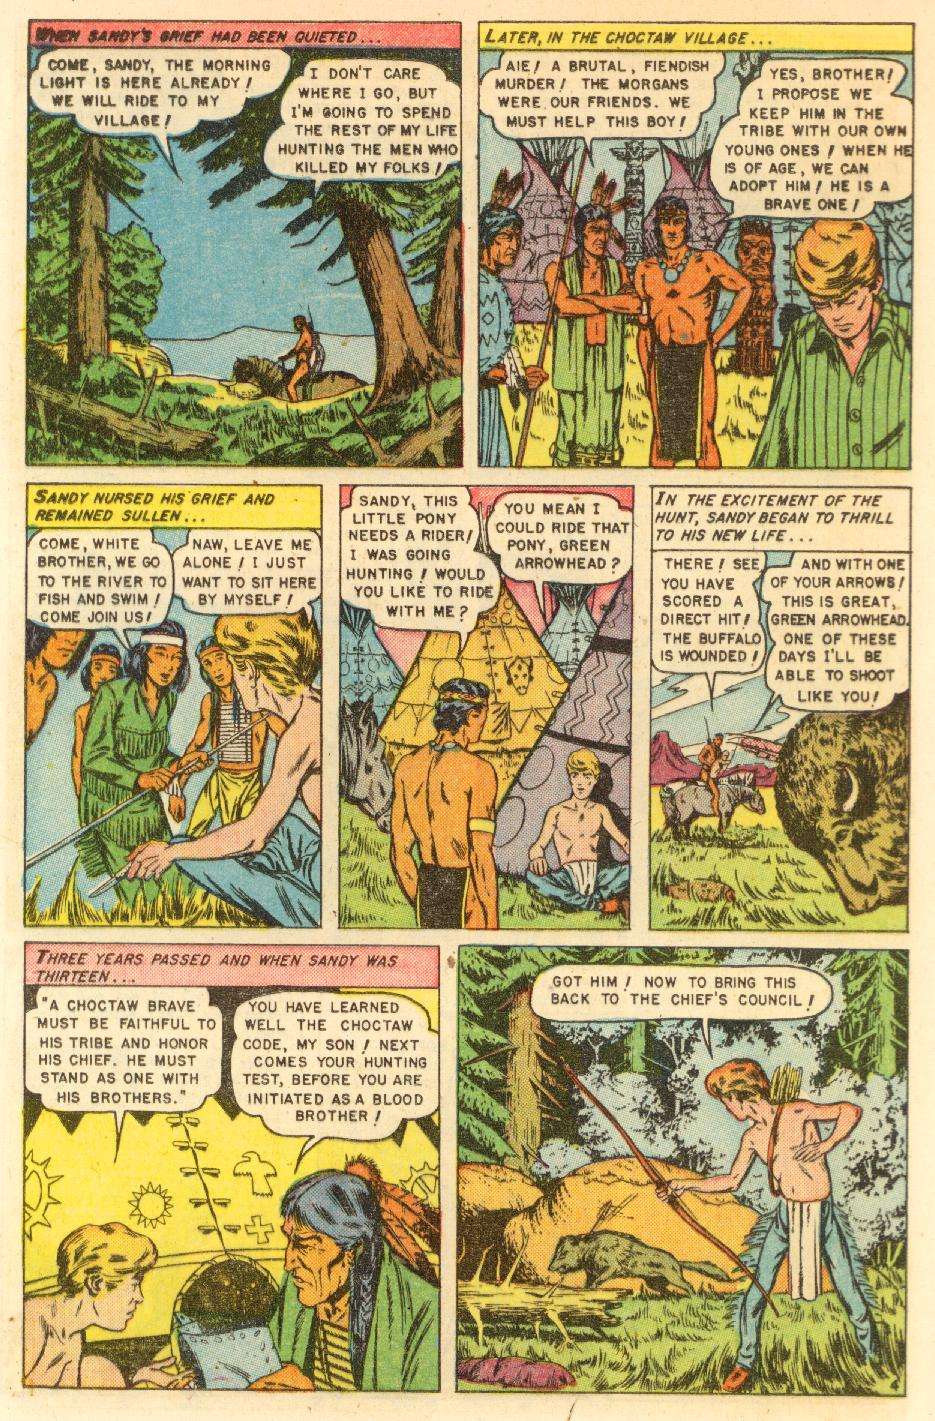 WHEN SANDY'S GRIEF HAD BEEN QUIETED...
COME, SANDY, THE MORNING
LIGHT IS HERE ALREADY!
WE WILL RIDE TO MY
VILLAGE!
I DON'T CARE
WHERE I GO, BUT
I'M GOING TO SPEND
THE REST OF MY LIFE
HUNTING THE MEN WHO
KILLED MY FOLKS!
LATER, IN THE CHOCTAW VILLAGE...
AIE! A BRUTAL, FIENDISH
MURDER! THE MORGANS
WERE OUR FRIENDS. WE
MUST HELP THIS BOY!
YES, BROTHER!
I PROPOSE WE
KEEP HIM IN THE
TRIBE WITH OUR OWN
YOUNG ONES! WHEN HE
IS OF AGE, WE CAN
ADOPT HIM! HE IS A
BRAVE ONE!
SANDY NURSED HIS GRIEF AND
REMAINED SULLEN...
COME, WHITE
BROTHER, WE GO
TO THE RIVER TO
FISH AND SWIM!
COME JOIN US!
NAW, LEAVE ME
ALONE! I JUST
WANT TO SIT HERE
BY MYSELF!
SANDY, THIS
LITTLE PONY
NEEDS A RIDER!
I WAS GOING
HUNTING! WOULD
YOU LIKE TO RIDE
WITH ME?
YOU MEAN I
COULD RIDE THAT
PONY, GREEN
ARROWHEAD?
IN THE EXCITEMENT OF THE
HUNT, SANDY BEGAN TO THRILL
TO HIS NEW LIFE...
THERE! SEE,
YOU HAVE
SCORED A
DIRECT HIT!
THE BUFFALO
IS WOUNDED!
AND WITH ONE
OF YOUR ARROWS!
THIS IS GREAT,
GREEN ARROWHEAD.
ONE OF THESE
DAYS I'LL BE
ABLE TO SHOOT
LIKE YOU!
THREE YEARS PASSED AND WHEN SANDY WAS
THIRTEEN...
"A CHOCTAW BRAVE
MUST BE FAITHFUL TO
HIS TRIBE AND HONOR
HIS CHIEF. HE MUST
STAND AS ONE WITH
HIS BROTHERS."
YOU HAVE LEARNED
WELL THE CHOCTAW
CODE, MY SON! NEXT
COMES YOUR HUNTING
TEST, BEFORE YOU ARE
INITIATED AS A BLOOD
BROTHER!
GOT HIM! NOW TO BRING THIS
BACK TO THE CHIEF'S COUNCIL!
4